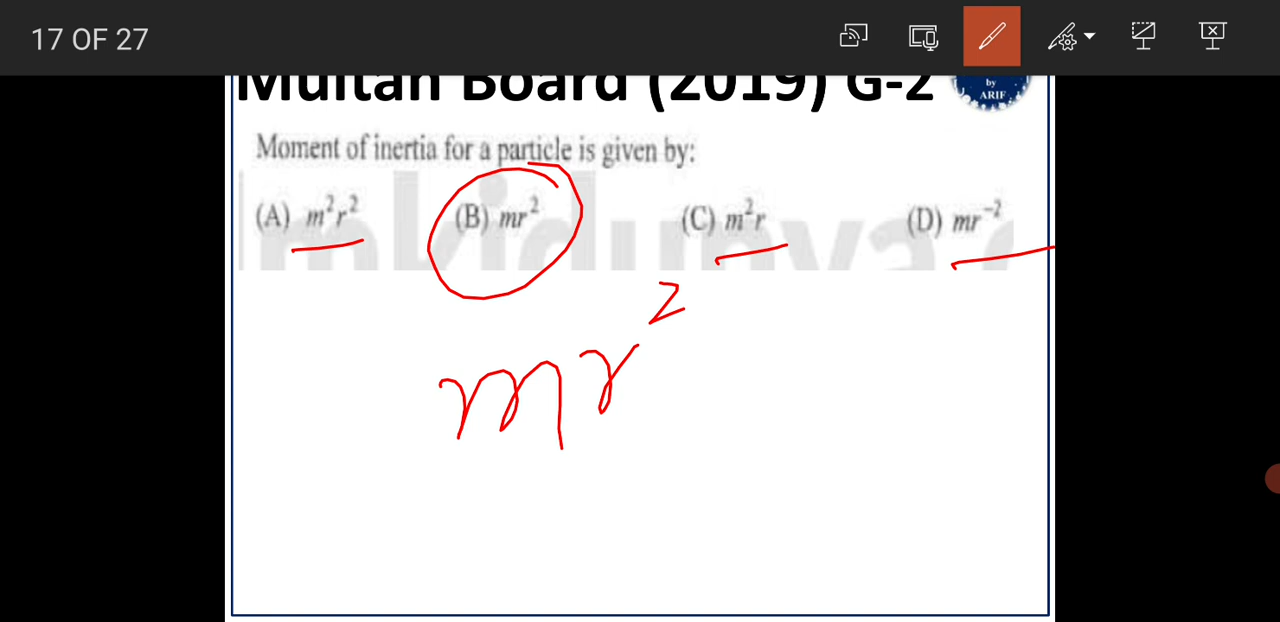 17 OF 27
Multan Board (2019) G-2
by
ARIF
Moment of inertia for a particle is given by:
(A) m²r² (B) mr² (C) m²r (D) mr⁻²
mr²